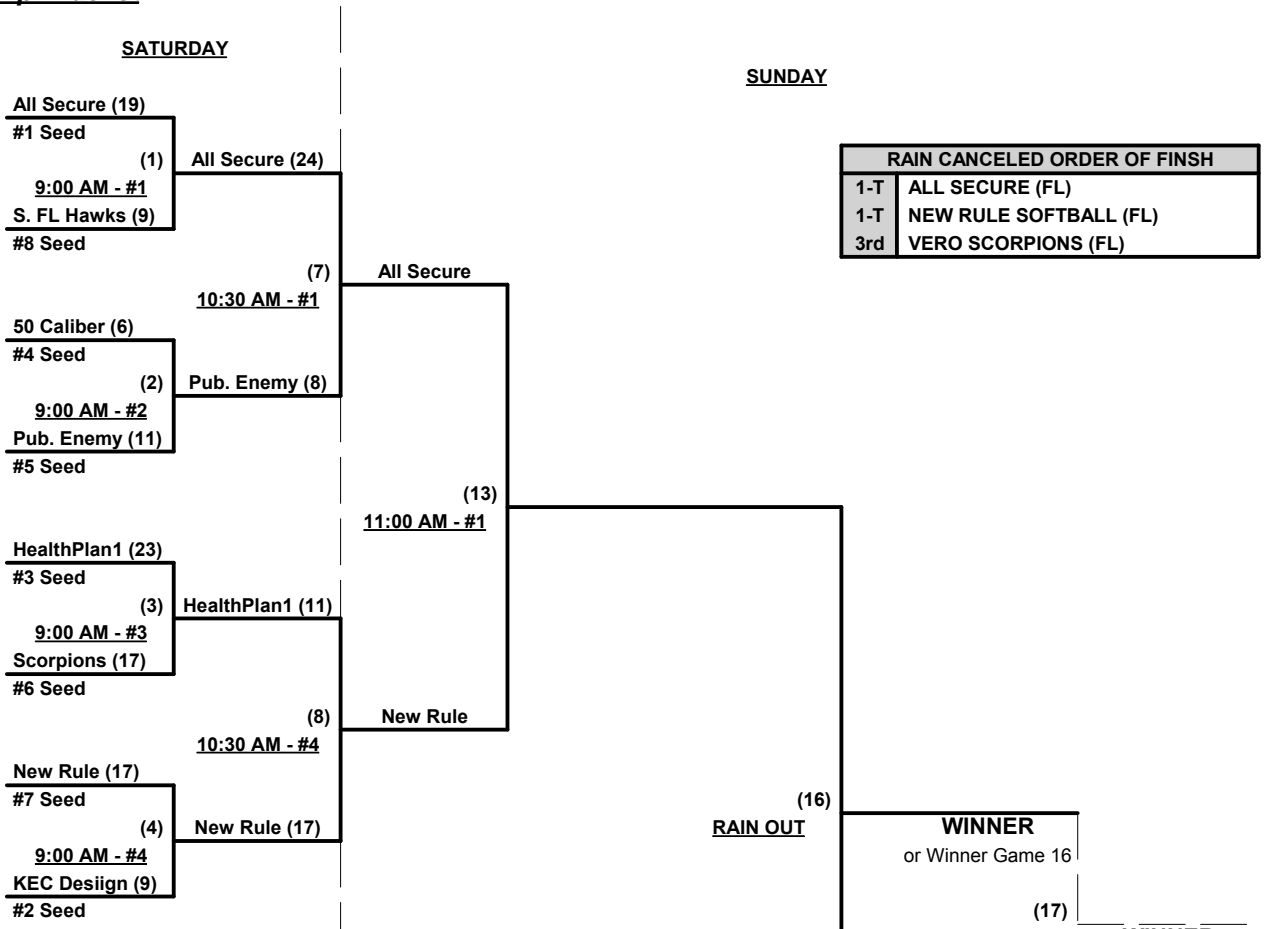 SATURDAY
SUNDAY
All Secure (19)
#1 Seed
(1)
All Secure (24)
9:00 AM - #1
S. FL Hawks (9)
#8 Seed
RAIN CANCELED ORDER OF FINSH
1-T ALL SECURE (FL)
1-T NEW RULE SOFTBALL (FL)
3rd VERO SCORPIONS (FL)
(7)
All Secure
10:30 AM - #1
50 Caliber (6)
#4 Seed
(2)
Pub. Enemy (8)
9:00 AM - #2
Pub. Enemy (11)
#5 Seed
(13)
11:00 AM - #1
HealthPlan1 (23)
#3 Seed
(3)
HealthPlan1 (11)
9:00 AM - #3
Scorpions (17)
#6 Seed
(8)
New Rule
10:30 AM - #4
New Rule (17)
#7 Seed
(4)
New Rule (17)
9:00 AM - #4
KEC Desiign (9)
#2 Seed
(16)
RAIN OUT
WINNER
or Winner Game 16
(17)